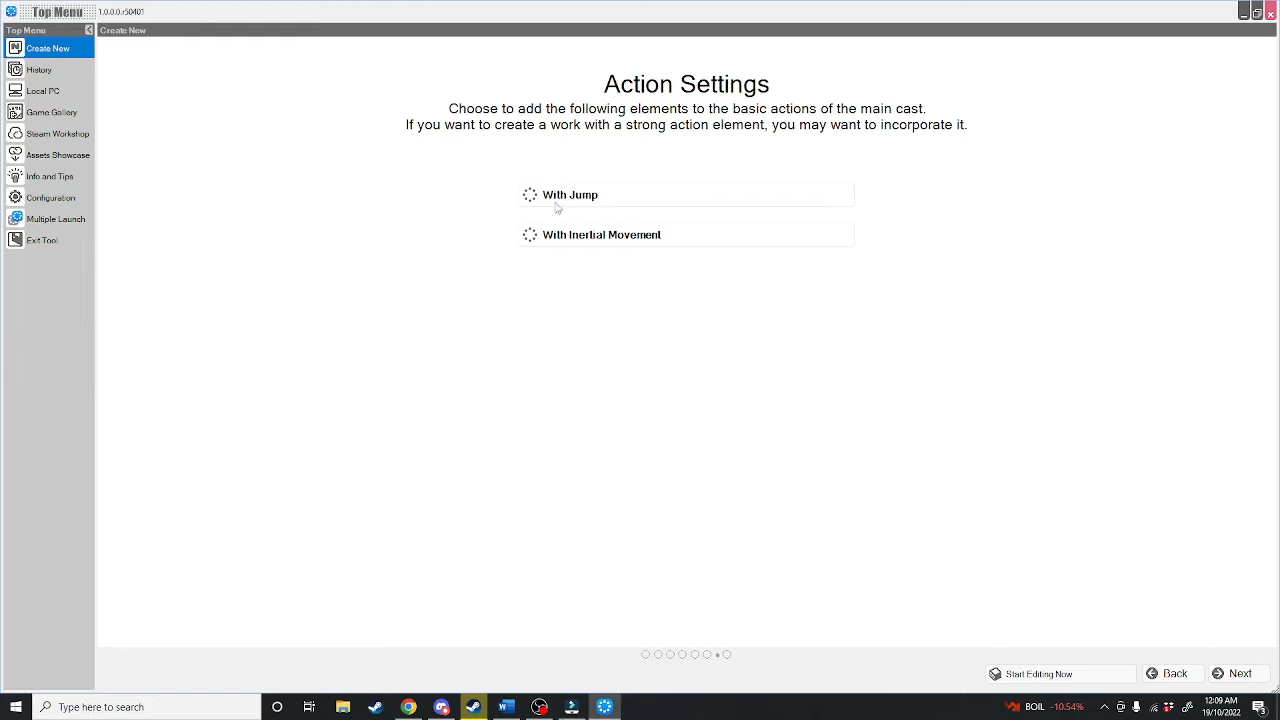 Top Menu 1.0.0.0.r50401
Top Menu
Create New
Create New
History
Local PC
Game Gallery
Steam Workshop
Assets Showcase
Info and Tips
Configuration
Multiple Launch
Exit Tool
Action Settings
Choose to add the following elements to the basic actions of the main cast.
If you want to create a work with a strong action element, you may want to incorporate it.
With Jump
With Inertial Movement
Start Editing Now
Back
Next
Type here to search
BOIL -10.54%
12:09 AM
19/10/2022